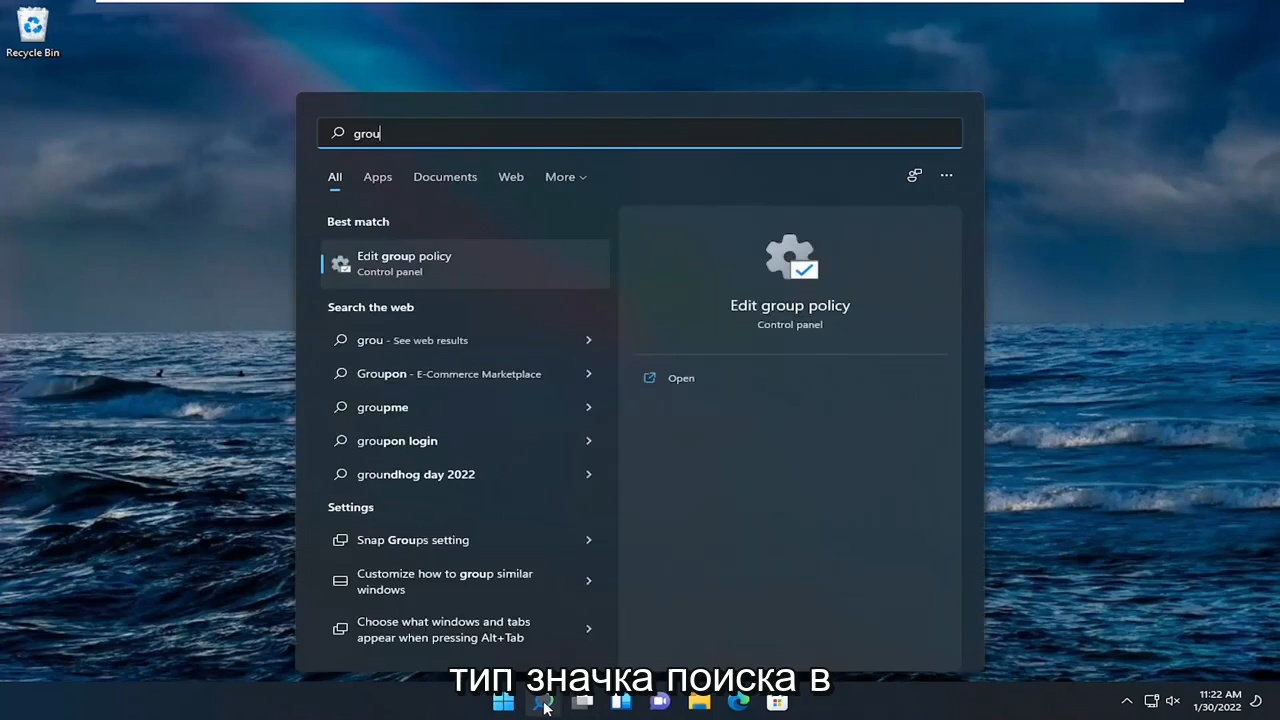 Recycle Bin
grou
All Apps Documents Web More
Best match
Edit group policy
Control panel
Search the web
grou - See web results
Groupon - E-Commerce Marketplace
groupme
groupon login
groundhog day 2022
Settings
Snap Groups setting
Customize how to group similar
windows
Choose what windows and tabs
appear when pressing Alt+Tab
Edit group policy
Control panel
Open
тип значка поиска в
11:22 AM
1/30/2022